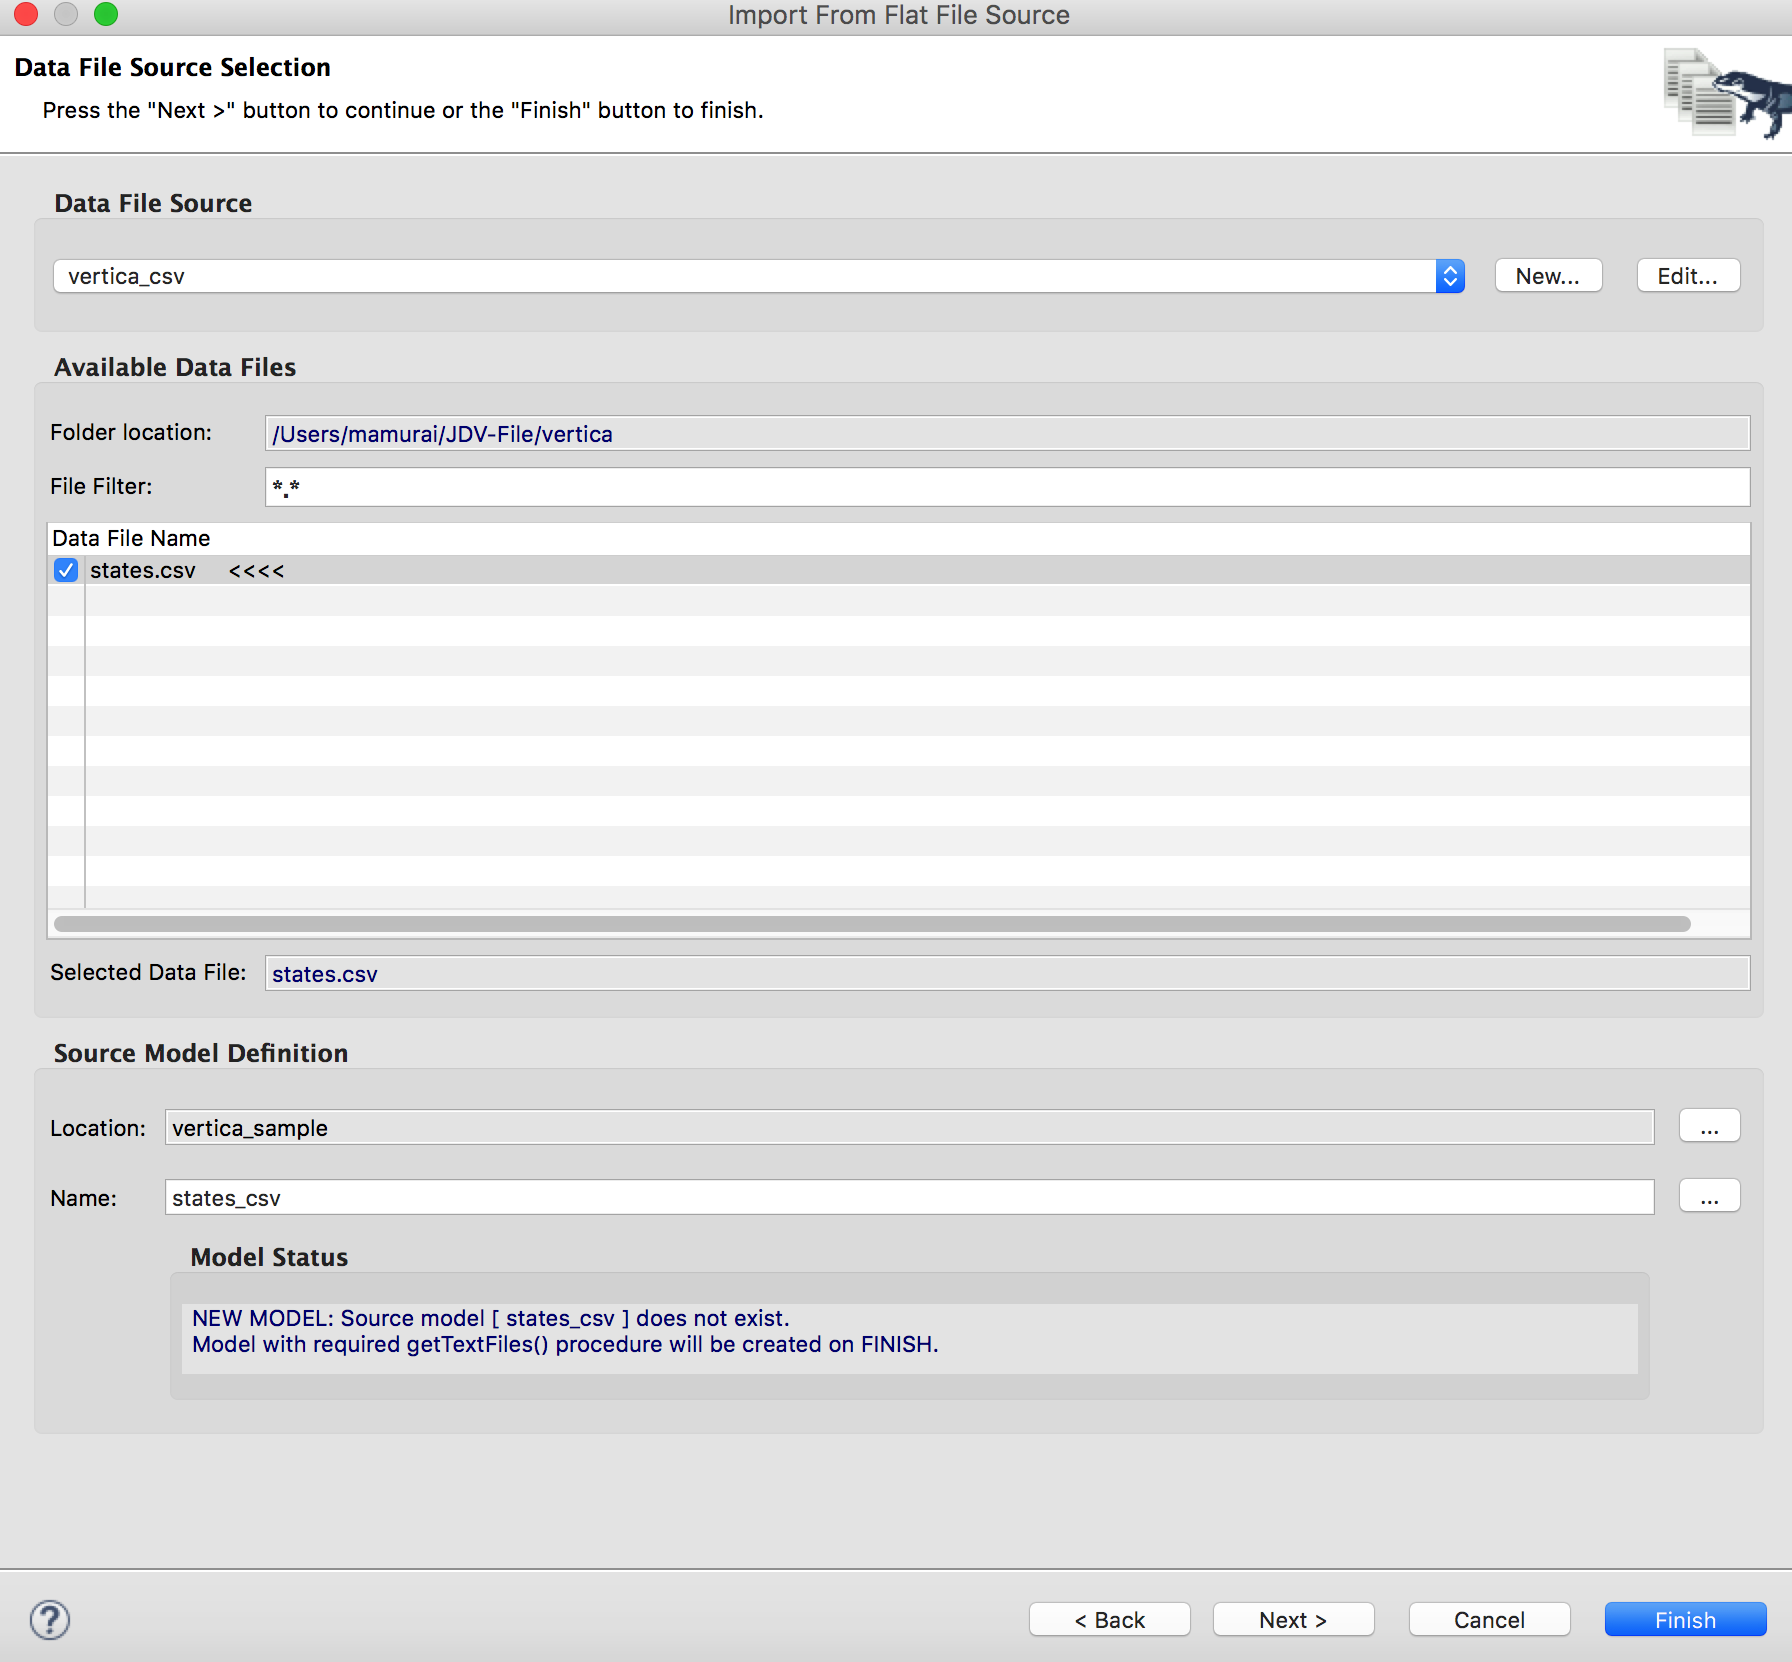 Import From Flat File Source
Data File Source Selection
Press the "Next >" button to continue or the "Finish" button to finish.
Data File Source
vertica_csv
New...
Edit...
Available Data Files
Folder location:
/Users/mamurai/JDV-File/vertica
File Filter:
*.*
Data File Name
states.csv <<<<
Selected Data File:
states.csv
Source Model Definition
Location:
vertica_sample
...
Name:
states_csv
...
Model Status
NEW MODEL: Source model [ states_csv ] does not exist.
Model with required getTextFiles() procedure will be created on FINISH.
?
< Back
Next >
Cancel
Finish